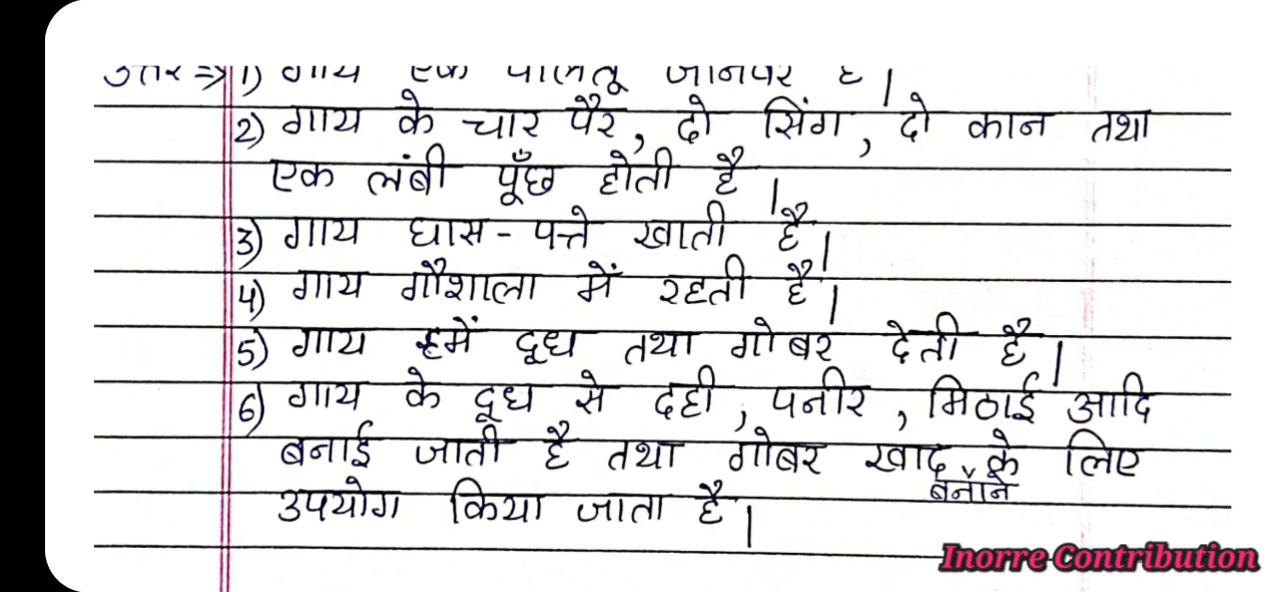 उत्तर ⇒ 1) गाय एक पालतू जानवर है |
2) गाय के चार पैर, दो सिंग, दो कान तथा
एक लंबी पूँछ होती है |
3) गाय घास - पत्ते खाती है |
4) गाय गौशाला में रहती है |
5) गाय हमें दूध तथा गोबर देती है |
6) गाय के दूध से दही, पनीर, मिठाई आदि
बनाई जाती है तथा गोबर खाद बनाने के लिए
उपयोग किया जाता है |
Inorre Contribution